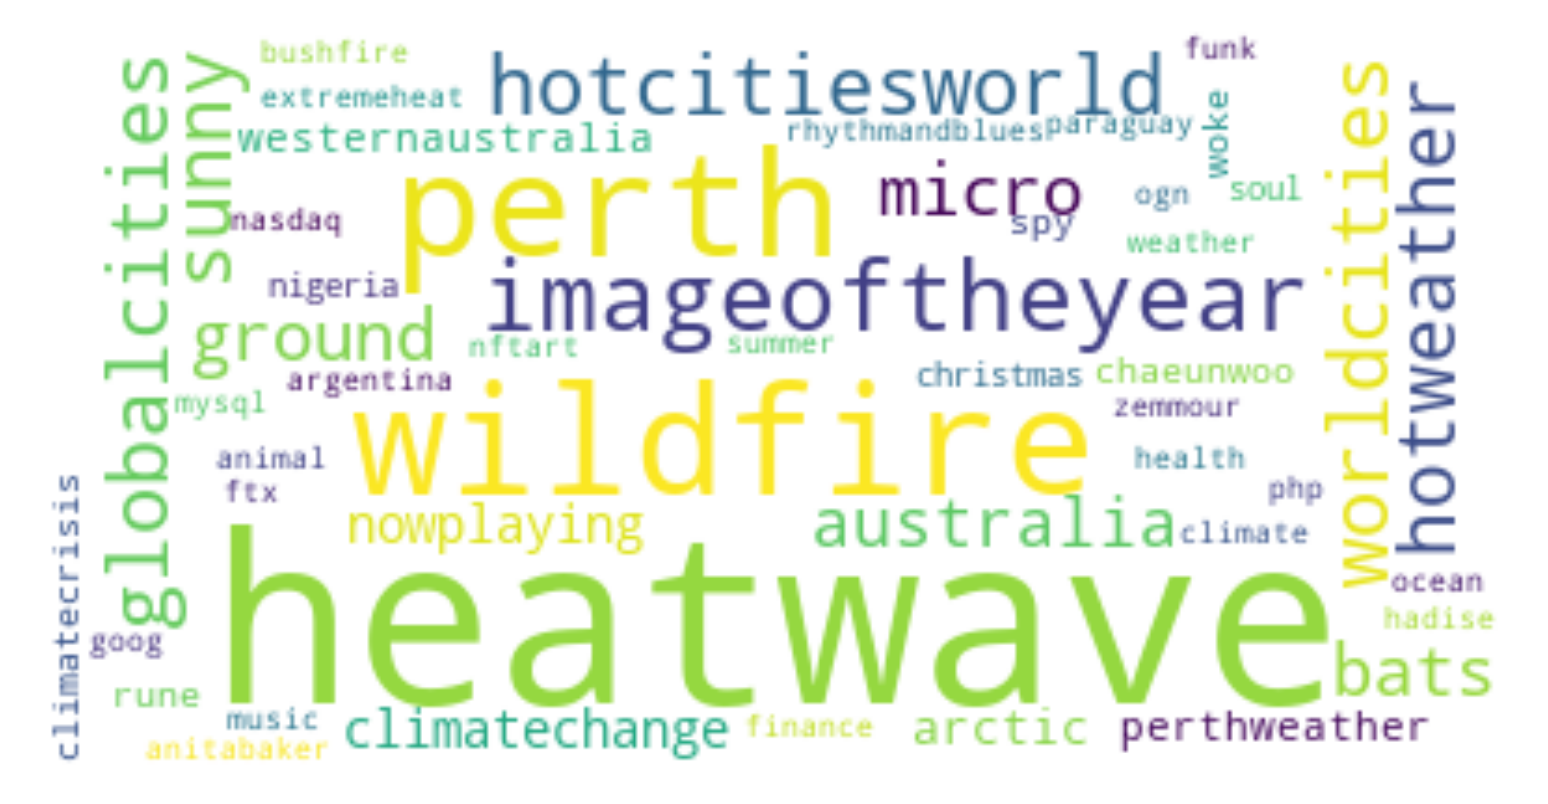 bushfire
funk
hotcitiesworld
extremeheat
westernaustralia
rhythmandblues
paraguay
woke
globalcities
sunny
perth
micro
ogn
soul
worldcities
hotweather
nasdaq
spy
weather
nigeria
imageoftheyear
ground
nftart
summer
argentina
christmas
chaeunwoo
mysql
wildfire
zemmour
animal
health
ftx
php
nowplaying
australia
climate
climatecrisis
heatwave
ocean
hadise
goog
bats
rune
music
climatechange
finance
arctic
perthweather
anitabaker